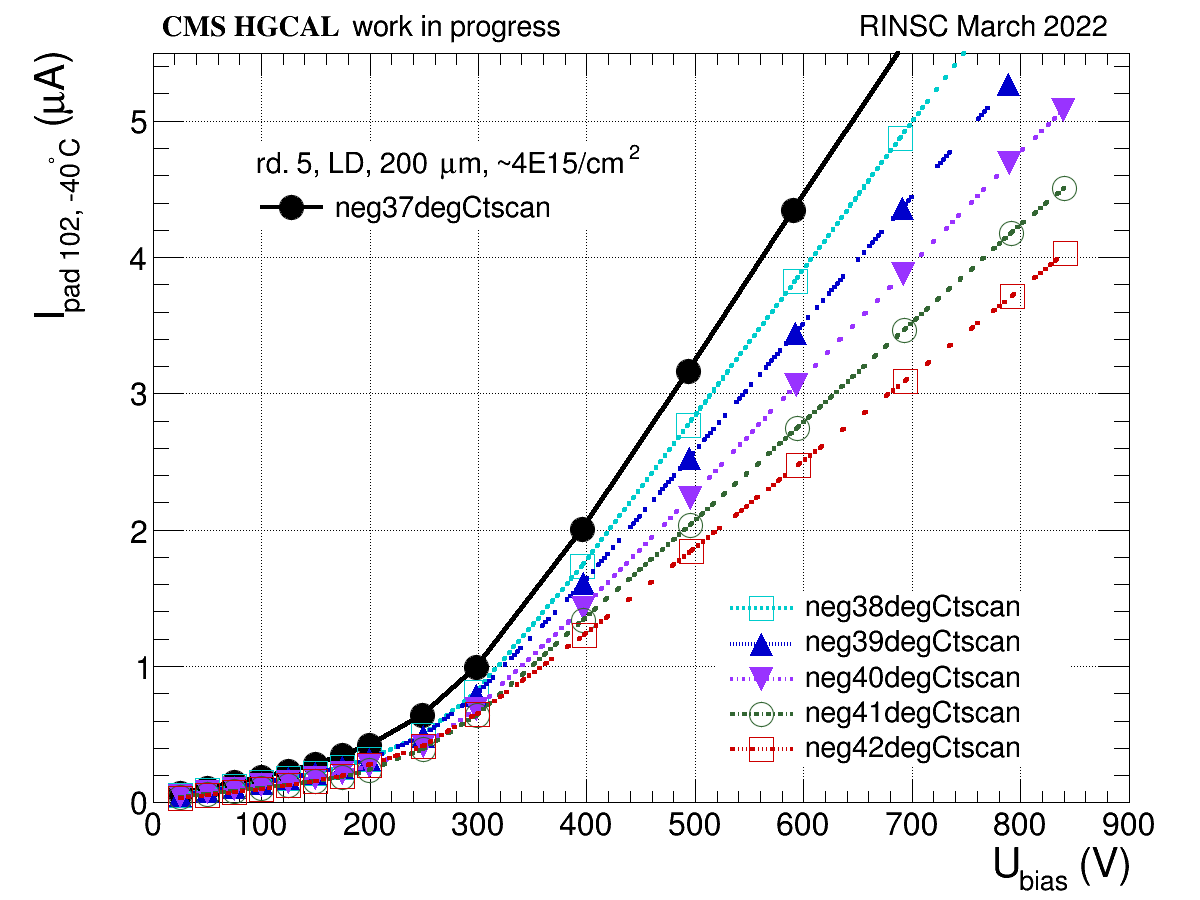 CMS HGCAL work in progress
RINSC March 2022
I pad 102, -40°C (μA)
5
4
3
2
1
0
rd. 5, LD, 200 μm, ~4E15/cm²
neg37degCtscan
neg38degCtscan
neg39degCtscan
neg40degCtscan
neg41degCtscan
neg42degCtscan
0 100 200 300 400 500 600 700 800 900
U bias (V)